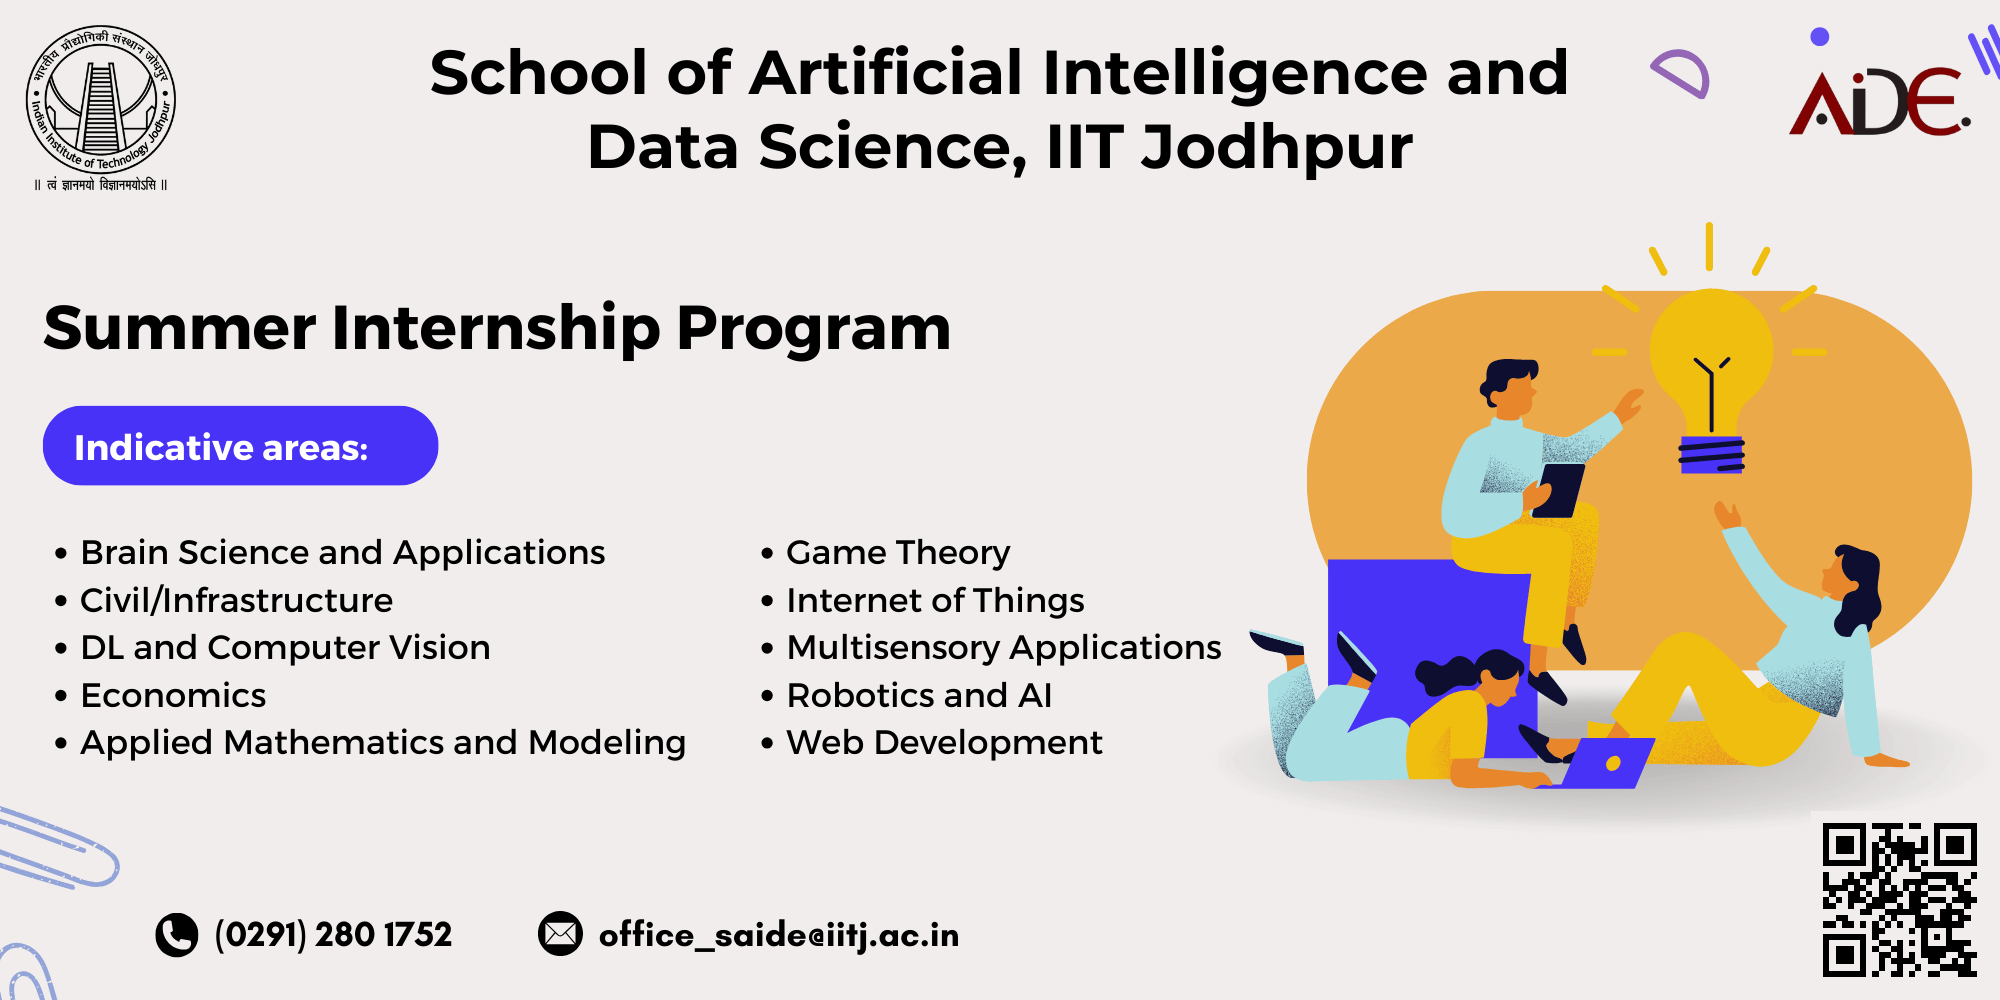 भारतीय प्रौद्योगिकी संस्थान जोधपुर
Indian Institute of Technology Jodhpur
॥ त्वं ज्ञानमयो विज्ञानमयोऽसि ॥
School of Artificial Intelligence and
Data Science, IIT Jodhpur
AiDE.
Summer Internship Program
Indicative areas:
• Brain Science and Applications
• Civil/Infrastructure
• DL and Computer Vision
• Economics
• Applied Mathematics and Modeling
• Game Theory
• Internet of Things
• Multisensory Applications
• Robotics and AI
• Web Development
(0291) 280 1752
office_saide@iitj.ac.in